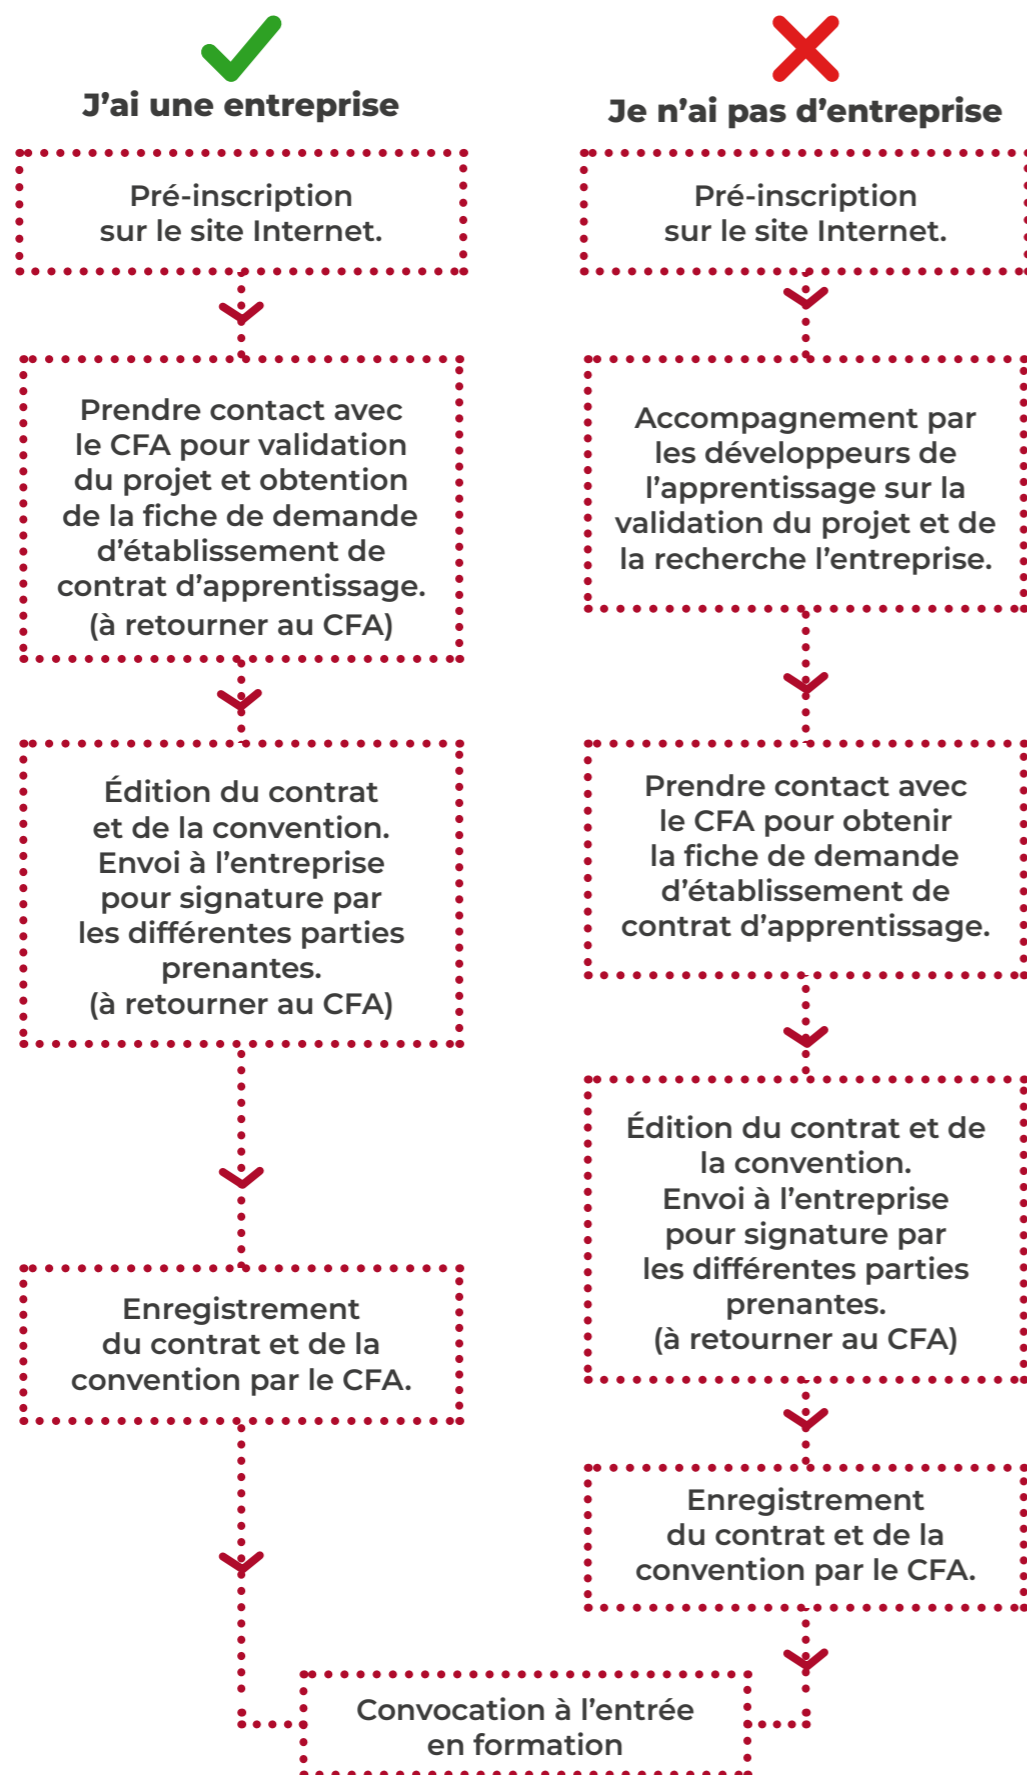 J’ai une entreprise
Pré-inscription
sur le site Internet.
Prendre contact avec
le CFA pour validation
du projet et obtention
de la fiche de demande
d’établissement de
contrat d’apprentissage.
(à retourner au CFA)
Édition du contrat
et de la convention.
Envoi à l’entreprise
pour signature par
les différentes parties
prenantes.
(à retourner au CFA)
Enregistrement
du contrat et de la
convention par le CFA.
Je n’ai pas d’entreprise
Pré-inscription
sur le site Internet.
Accompagnement par
les développeurs de
l’apprentissage sur la
validation du projet et de
la recherche l’entreprise.
Prendre contact avec
le CFA pour obtenir
la fiche de demande
d’établissement de
contrat d’apprentissage.
Édition du contrat et de
la convention.
Envoi à l’entreprise
pour signature par
les différentes parties
prenantes.
(à retourner au CFA)
Enregistrement
du contrat et de la
convention par le CFA.
Convocation à l’entrée
en formation